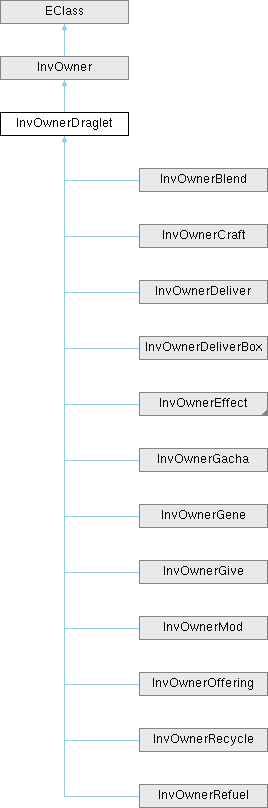 EClass
InvOwner
InvOwnerDraglet
InvOwnerBlend
InvOwnerCraft
InvOwnerDeliver
InvOwnerDeliverBox
InvOwnerEffect
InvOwnerGacha
InvOwnerGene
InvOwnerGive
InvOwnerMod
InvOwnerOffering
InvOwnerRecycle
InvOwnerRefuel